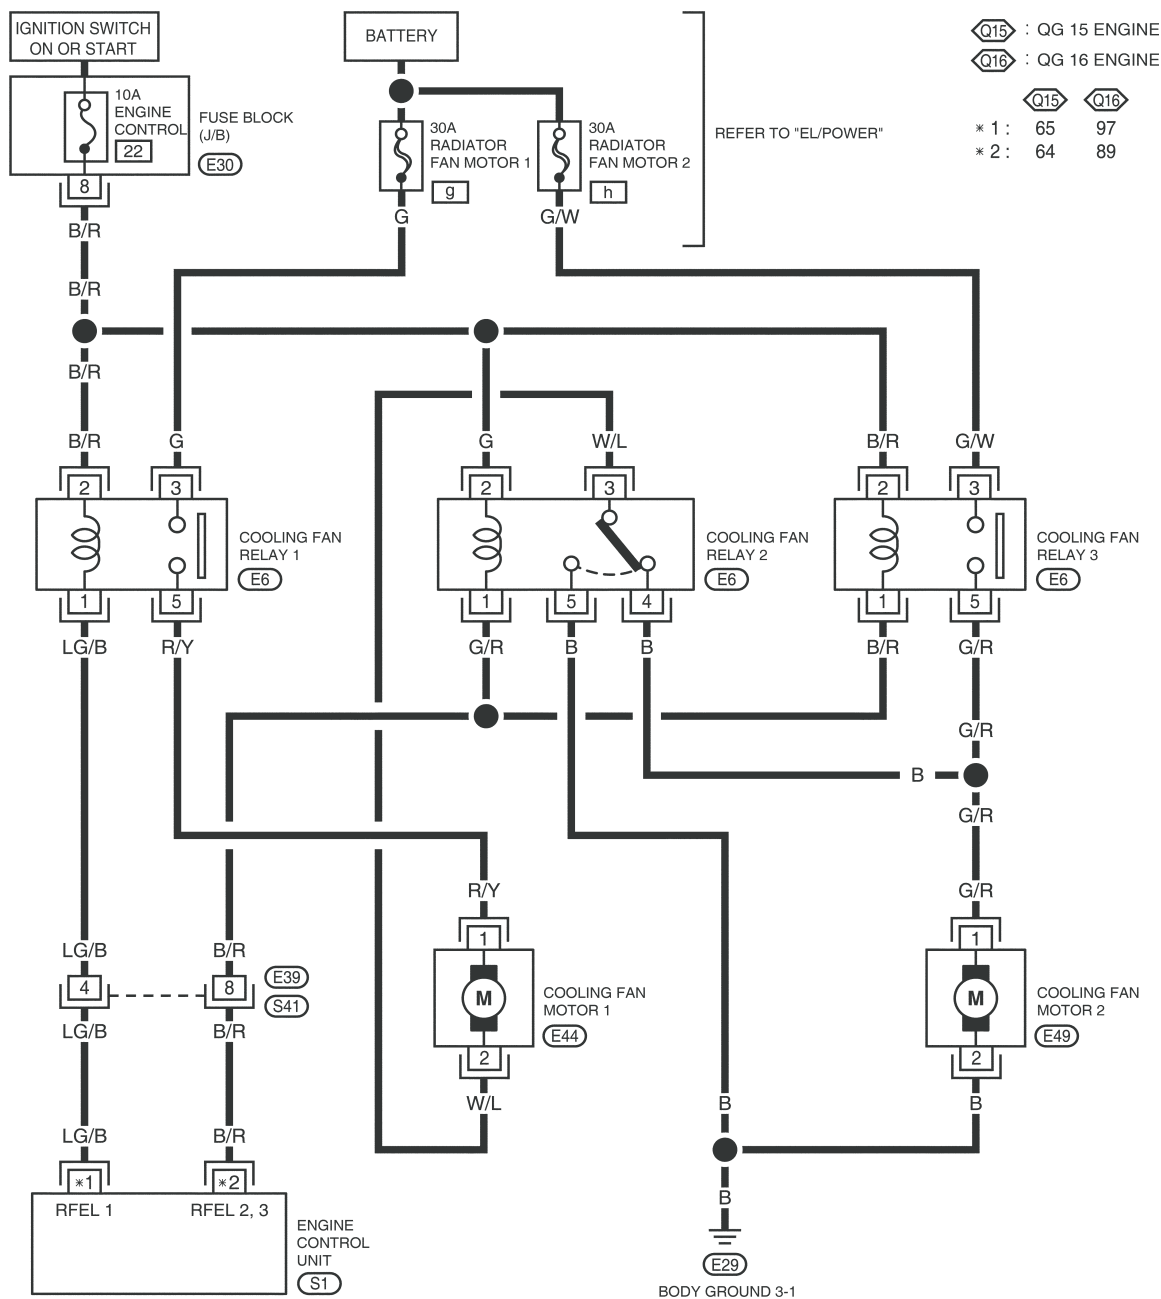 IGNITION SWITCH
ON OR START
BATTERY
Q15 : QG 15 ENGINE
Q16 : QG 16 ENGINE
Q15 Q16
※ 1 : 65 97
※ 2 : 64 89
10A
ENGINE
CONTROL
22
FUSE BLOCK
(J/B)
E30
8
30A
RADIATOR
FAN MOTOR 1
g
30A
RADIATOR
FAN MOTOR 2
h
REFER TO "EL/POWER"
B/R
G
G/W
B/R
B/R
B/R
G
G
W/L
B/R
G/W
2
3
2
3
2
3
COOLING FAN
RELAY 1
E6
COOLING FAN
RELAY 2
E6
COOLING FAN
RELAY 3
E6
1
5
1
5
4
1
5
LG/B
R/Y
G/R
B
B
B/R
G/R
G/R
B
G/R
R/Y
G/R
1
1
LG/B
B/R
4
8
E39
S41
LG/B
B/R
M
COOLING FAN
MOTOR 1
E44
M
COOLING FAN
MOTOR 2
E49
2
2
W/L
B
B
LG/B
B/R
※1
※2
RFEL 1
RFEL 2, 3
ENGINE
CONTROL
UNIT
S1
B
E29
BODY GROUND 3-1